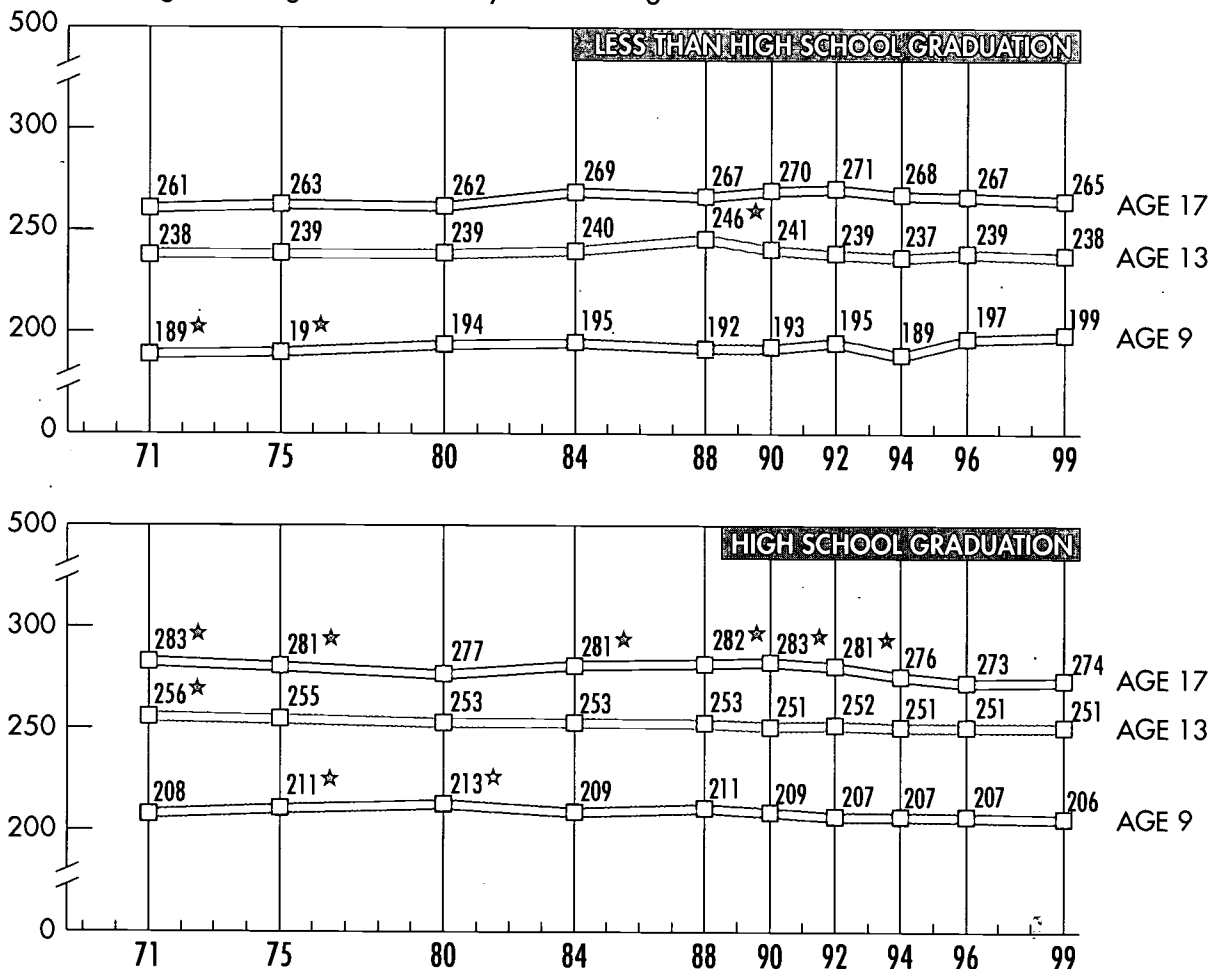 500
LESS THAN HIGH SCHOOL GRADUATION
300
261 263 262 269 267 270 271 268 267 265 AGE 17
250
238 239 239 240 246☆ 241 239 237 239 238 AGE 13
200
189☆ 19☆ 194 195 192 193 195 189 197 199 AGE 9
0
71 75 80 84 88 90 92 94 96 99
500
HIGH SCHOOL GRADUATION
300
283☆ 281☆ 277 281☆ 282☆ 283☆ 281☆ 276 273 274 AGE 17
256☆ 255 253 253 253 251 252 251 251 251 AGE 13
250
208 211☆ 213☆ 209 211 209 207 207 207 206 AGE 9
200
0
71 75 80 84 88 90 92 94 96 99